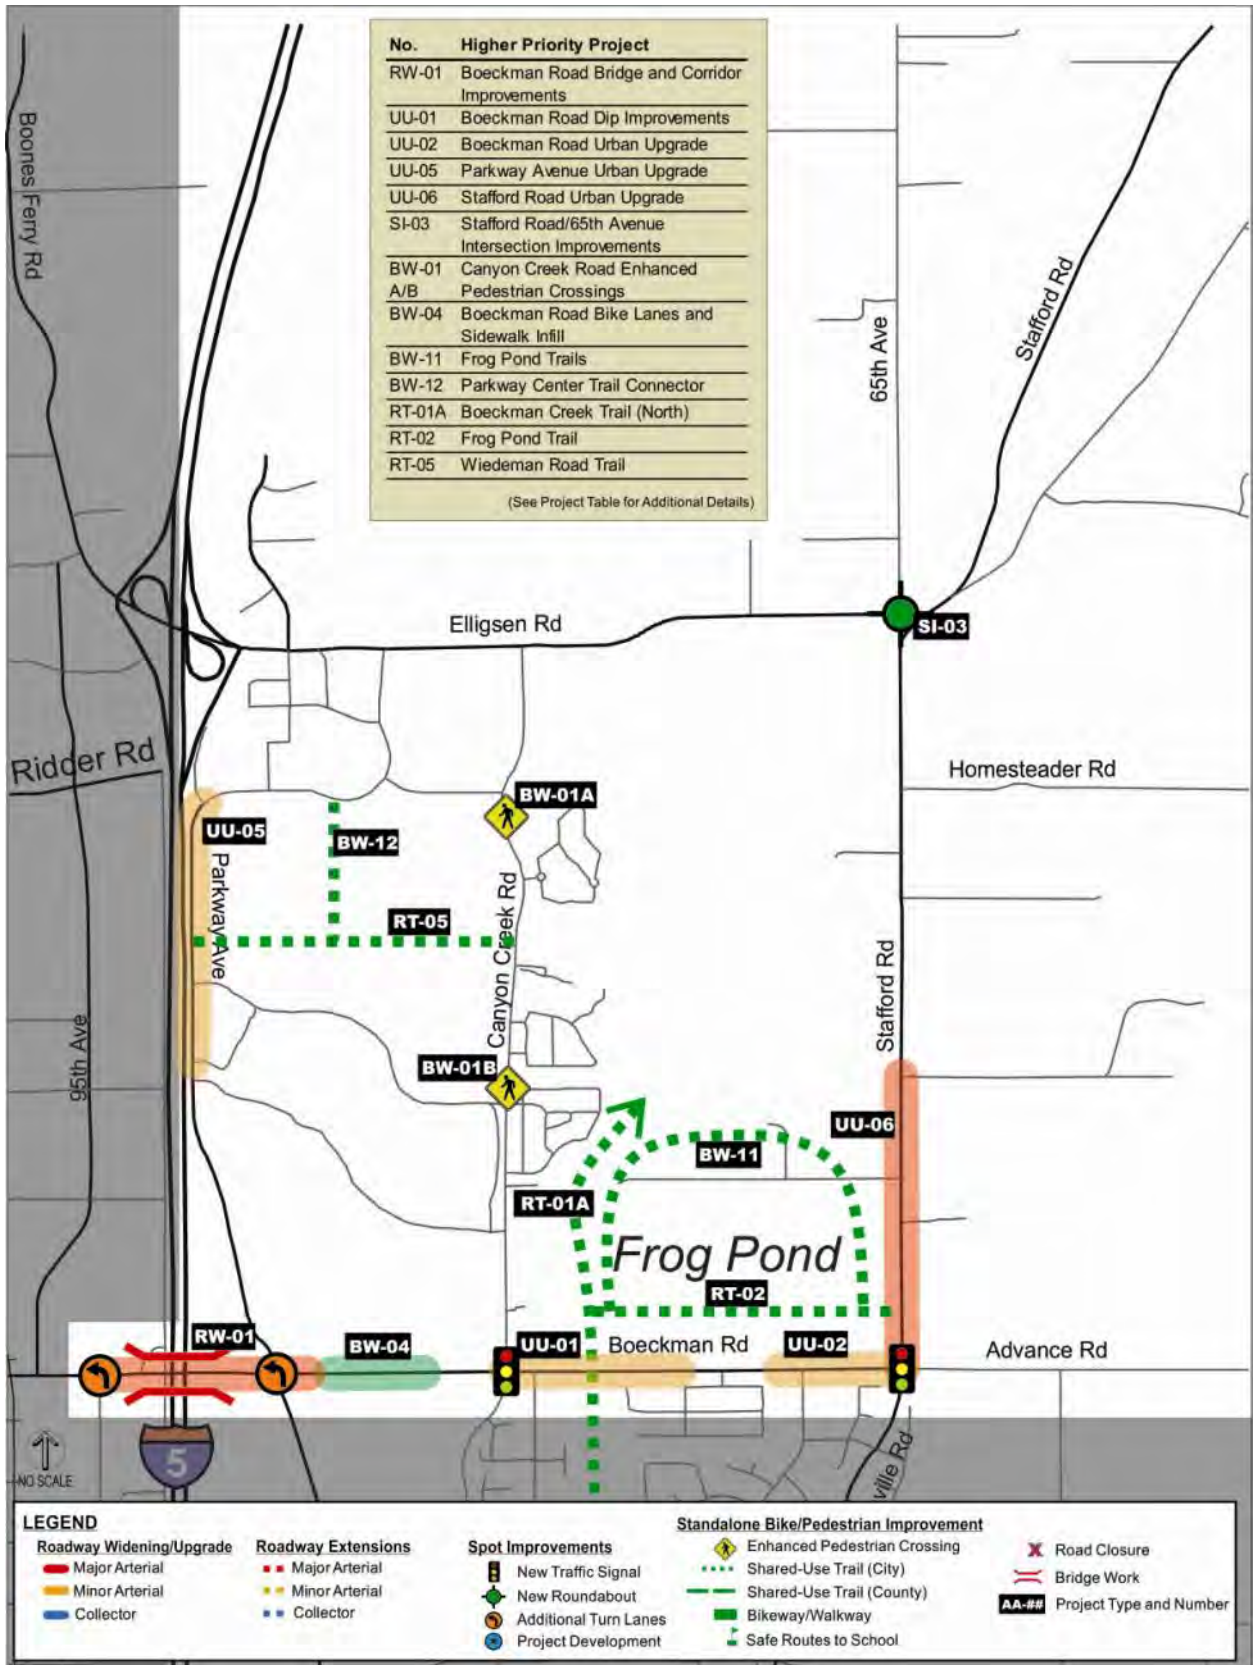 No. Higher Priority Project
RW-01 Boeckman Road Bridge and Corridor
Improvements
UU-01 Boeckman Road Dip Improvements
UU-02 Boeckman Road Urban Upgrade
UU-05 Parkway Avenue Urban Upgrade
UU-06 Stafford Road Urban Upgrade
SI-03 Stafford Road/65th Avenue
Intersection Improvements
BW-01 Canyon Creek Road Enhanced
A/B Pedestrian Crossings
BW-04 Boeckman Road Bike Lanes and
Sidewalk Infill
BW-11 Frog Pond Trails
BW-12 Parkway Center Trail Connector
RT-01A Boeckman Creek Trail (North)
RT-02 Frog Pond Trail
RT-05 Wiedeman Road Trail
(See Project Table for Additional Details)
Boones Ferry Rd
65th Ave
Stafford Rd
Elligsen Rd
SI-03
Ridder Rd
Homesteader Rd
BW-01A
UU-05
BW-12
Parkway Ave
RT-05
Canyon Creek Rd
Stafford Rd
95th Ave
BW-01B
UU-06
BW-11
RT-01A
Frog Pond
RT-02
RW-01
BW-04
UU-01
Boeckman Rd
UU-02
Advance Rd
5
NO SCALE
ville Rd
LEGEND
Roadway Widening/Upgrade
Major Arterial
Minor Arterial
Collector
Roadway Extensions
Major Arterial
Minor Arterial
Collector
Spot Improvements
New Traffic Signal
New Roundabout
Additional Turn Lanes
Project Development
Standalone Bike/Pedestrian Improvement
Enhanced Pedestrian Crossing
Shared-Use Trail (City)
Shared-Use Trail (County)
Bikeway/Walkway
Safe Routes to School
Road Closure
Bridge Work
AA-## Project Type and Number